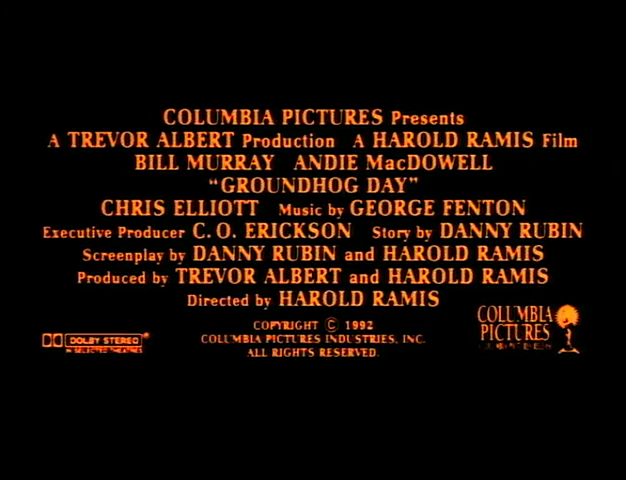 COLUMBIA PICTURES Presents
A TREVOR ALBERT Production A HAROLD RAMIS Film
BILL MURRAY ANDIE MacDOWELL
“GROUNDHOG DAY”
CHRIS ELLIOTT Music by GEORGE FENTON
Executive Producer C. O. ERICKSON Story by DANNY RUBIN
Screenplay by DANNY RUBIN and HAROLD RAMIS
Produced by TREVOR ALBERT and HAROLD RAMIS
Directed by HAROLD RAMIS
COPYRIGHT © 1992
COLUMBIA PICTURES INDUSTRIES, INC.
ALL RIGHTS RESERVED.
DOLBY STEREO®
IN SELECTED THEATRES
COLUMBIA
PICTURES